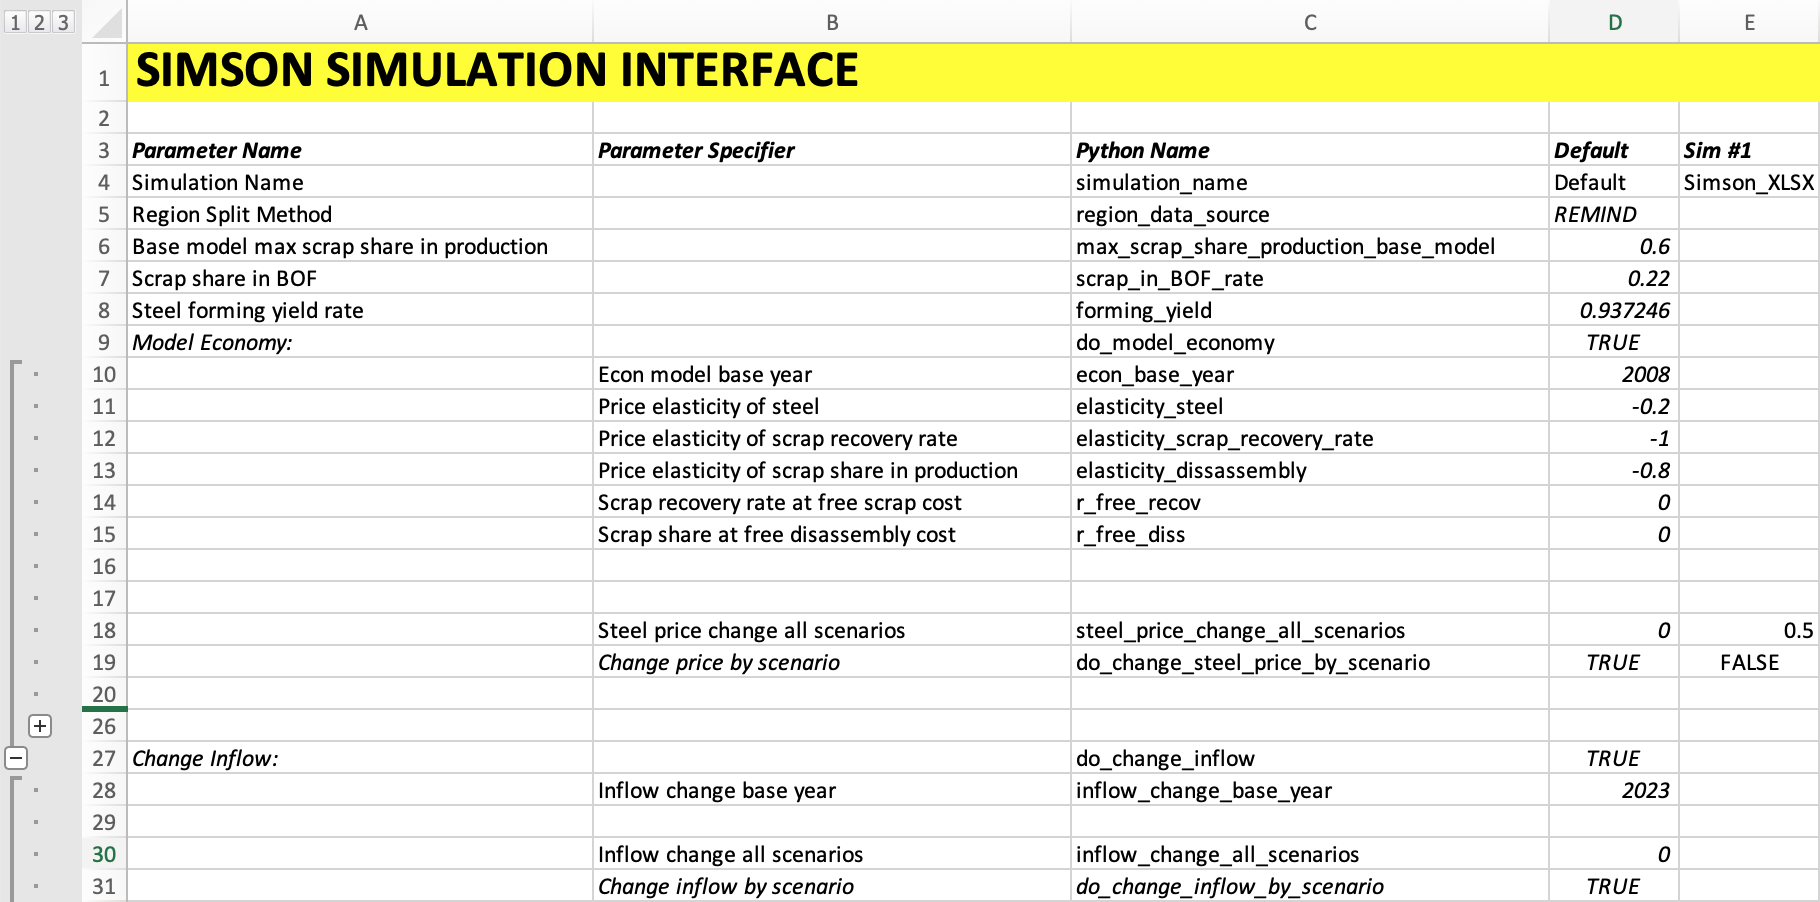 1 2 3 A B C D E
1 SIMSON SIMULATION INTERFACE
2
3 Parameter Name Parameter Specifier Python Name Default Sim #1
4 Simulation Name simulation_name Default Simson_XLSX
5 Region Split Method region_data_source REMIND
6 Base model max scrap share in production max_scrap_share_production_base_model 0.6
7 Scrap share in BOF scrap_in_BOF_rate 0.22
8 Steel forming yield rate forming_yield 0.937246
9 Model Economy: do_model_economy TRUE
10 Econ model base year econ_base_year 2008
11 Price elasticity of steel elasticity_steel -0.2
12 Price elasticity of scrap recovery rate elasticity_scrap_recovery_rate -1
13 Price elasticity of scrap share in production elasticity_dissassembly -0.8
14 Scrap recovery rate at free scrap cost r_free_recov 0
15 Scrap share at free disassembly cost r_free_diss 0
16
17
18 Steel price change all scenarios steel_price_change_all_scenarios 0 0.5
19 Change price by scenario do_change_steel_price_by_scenario TRUE FALSE
20
26
27 Change Inflow: do_change_inflow TRUE
28 Inflow change base year inflow_change_base_year 2023
29
30 Inflow change all scenarios inflow_change_all_scenarios 0
31 Change inflow by scenario do_change_inflow_by_scenario TRUE